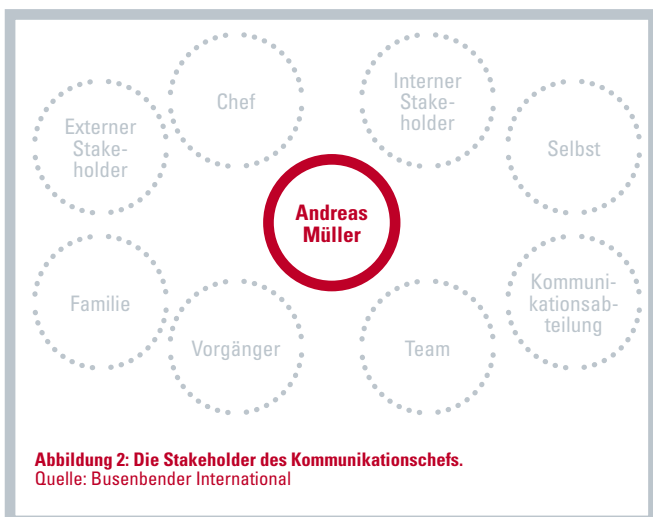 Chef
Interner
Stake-
holder
Externer
Stake-
holder
Selbst
Andreas
Müller
Familie
Kommuni-
kationsab-
teilung
Vorgänger
Team
Abbildung 2: Die Stakeholder des Kommunikationschefs.
Quelle: Busenbender International